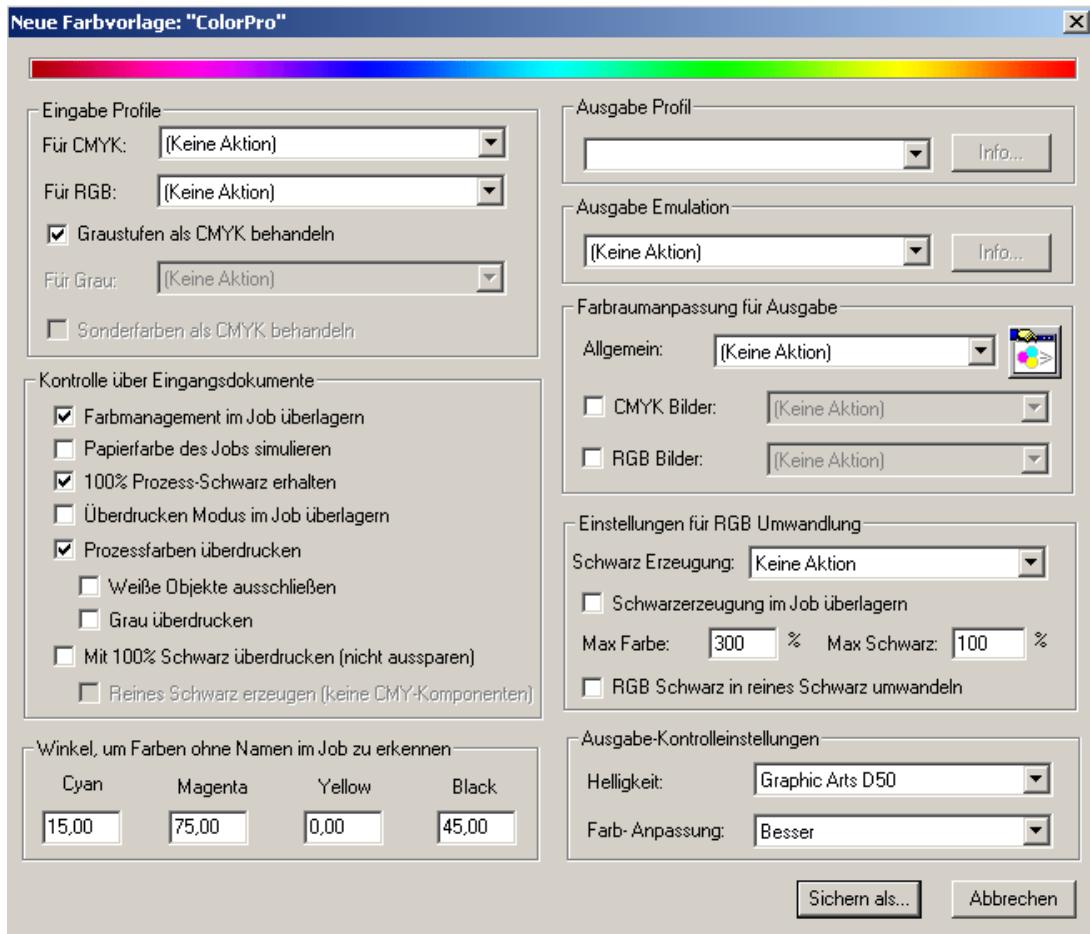 Neue Farbvorlage: "ColorPro"
Eingabe Profile
Für CMYK: (Keine Aktion)
Für RGB: (Keine Aktion)
Graustufen als CMYK behandeln
Für Grau: (Keine Aktion)
Sonderfarben als CMYK behandeln
Kontrolle über Eingangsdokumente
Farbmanagement im Job überlagern
Papierfarbe des Jobs simulieren
100% Prozess-Schwarz erhalten
Überdrucken Modus im Job überlagern
Prozessfarben überdrucken
Weiße Objekte ausschließen
Grau überdrucken
Mit 100% Schwarz überdrucken (nicht aussparen)
Reines Schwarz erzeugen (keine CMY-Komponenten)
Winkel, um Farben ohne Namen im Job zu erkennen
Cyan Magenta Yellow Black
15,00 75,00 0,00 45,00
Ausgabe Profil
Info...
Ausgabe Emulation
(Keine Aktion) Info...
Farbraumanpassung für Ausgabe
Allgemein: (Keine Aktion)
CMYK Bilder: (Keine Aktion)
RGB Bilder: (Keine Aktion)
Einstellungen für RGB Umwandlung
Schwarz Erzeugung: Keine Aktion
Schwarzerzeugung im Job überlagern
Max Farbe: 300 % Max Schwarz: 100 %
RGB Schwarz in reines Schwarz umwandeln
Ausgabe-Kontrolleinstellungen
Helligkeit: Graphic Arts D50
Farb- Anpassung: Besser
Sichern als... Abbrechen